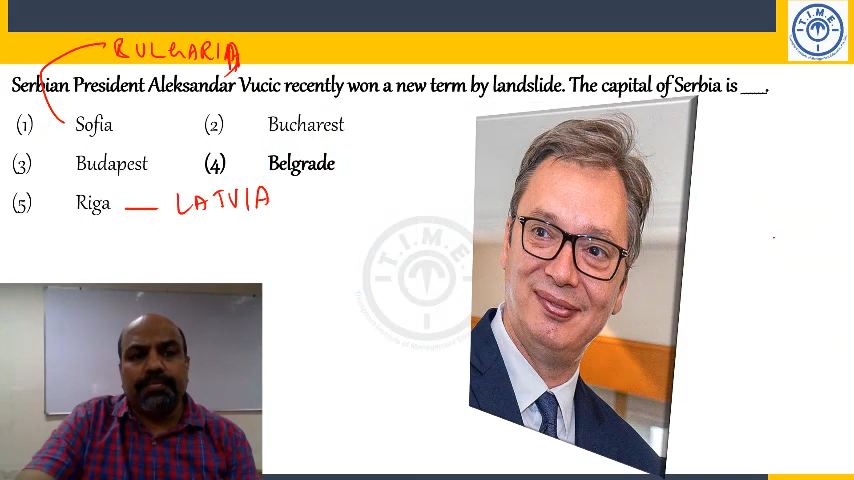 T.I.M.E.
BULGARIA
Serbian President Aleksandar Vucic recently won a new term by landslide. The capital of Serbia is ____.
(1) Sofia (2) Bucharest
(3) Budapest (4) Belgrade
(5) Riga — LATVIA
T.I.M.E.